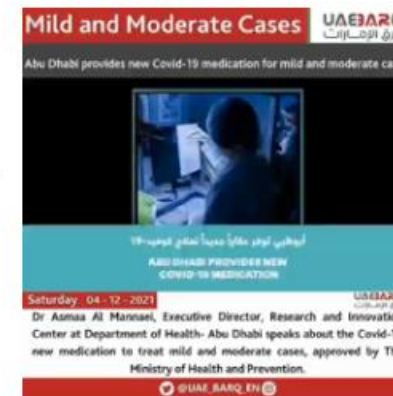 Mild and Moderate Cases
UAEBARQ
Abu Dhabi provides new Covid-19 medication for mild and moderate ca
أبوظبي توفر عقاراً جديداً لعلاج كوفيد-19
ABU DHABI PROVIDES NEW
COVID-19 MEDICATION
Saturday 04 - 12 - 2021
UAEBARQ
Dr Asmaa Al Mannaei, Executive Director, Research and Innovatio
Center at Department of Health- Abu Dhabi speaks about the Covid-1
new medication to treat mild and moderate cases, approved by Th
Ministry of Health and Prevention.
@UAE_BARQ_EN